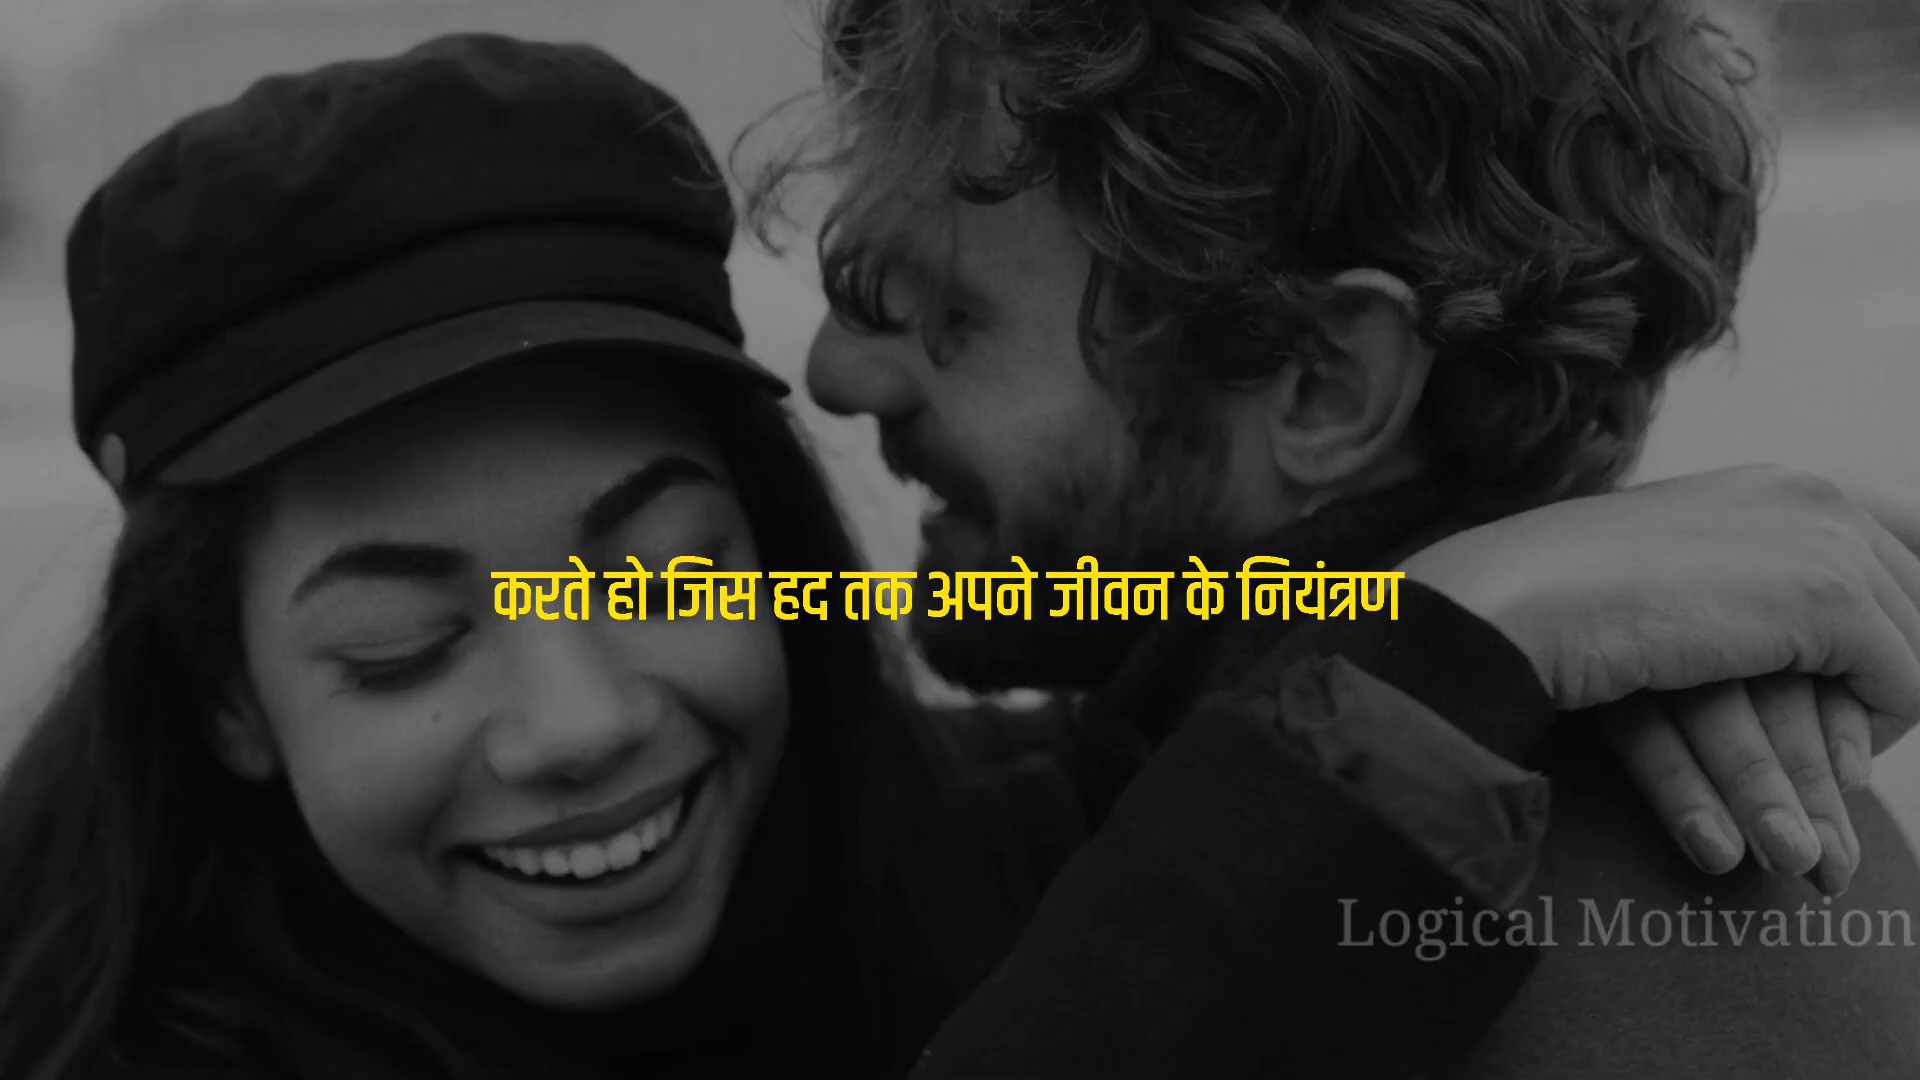 करते हो जिस हद तक अपने जीवन के नियंत्रण
Logical Motivation